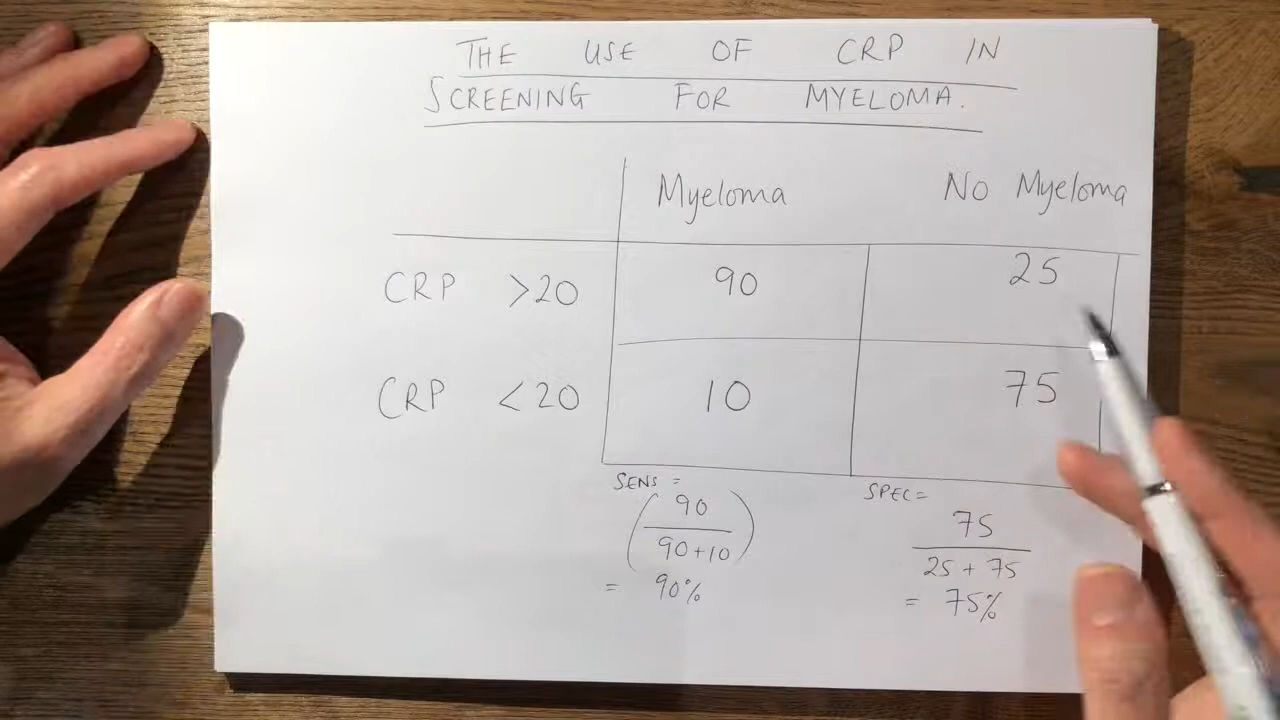 THE USE OF CRP IN
SCREENING FOR MYELOMA.
Myeloma No Myeloma
CRP >20 90 25
CRP <20 10 75
SENS = SPEC=
90 75
90+10 25 + 75
= 90% = 75%